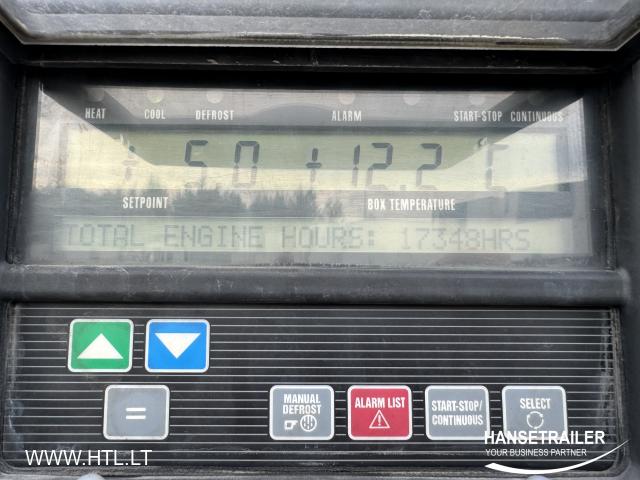 HEAT COOL DEFROST ALARM START-STOP CONTINUOUS
+ 5.0 +12.2 C
SETPOINT BOX TEMPERATURE
TOTAL ENGINE HOURS: 17348HRS
=
MANUAL DEFROST
ALARM LIST
START-STOP/ CONTINUOUS
SELECT
WWW.HTL.LT
HANSETRAILER
YOUR BUSINESS PARTNER